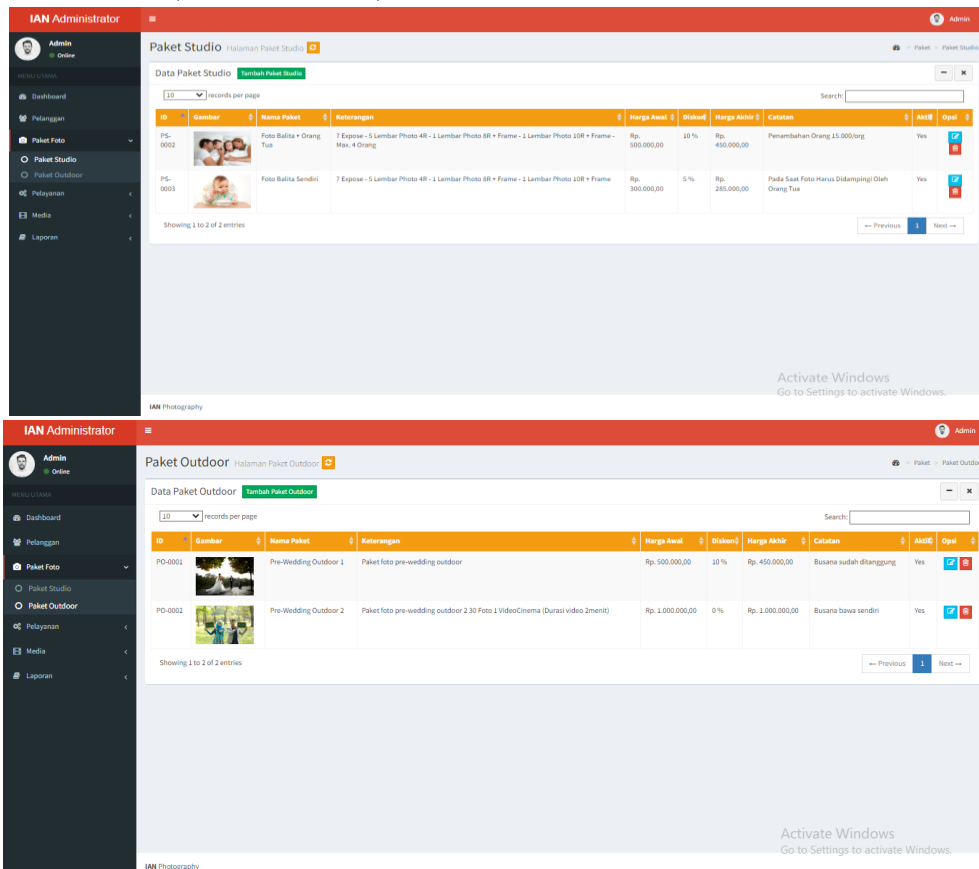 IAN Administrator
Admin
Admin
Online
Paket Studio Halaman Paket Studio
Paket > Paket Studio
MENU UTAMA
Dashboard
Pelanggan
Paket Foto
Paket Studio
Paket Outdoor
Pelayanan
Media
Laporan
Data Paket Studio Tambah Paket Studio
10 records per page
Search:
ID Gambar Nama Paket Keterangan Harga Awal Diskon Harga Akhir Catatan Aktif Opsi
PS-0002 Foto Balita + Orang Tua 7 Expose - 5 Lembar Photo 4R - 1 Lembar Photo 8R + Frame - 1 Lembar Photo 10R + Frame - Max. 4 Orang Rp. 500.000,00 10 % Rp. 450.000,00 Penambahan Orang 15.000/org Yes
PS-0003 Foto Balita Sendiri 7 Expose - 5 Lembar Photo 4R - 1 Lembar Photo 8R + Frame - 1 Lembar Photo 10R + Frame Rp. 300.000,00 5 % Rp. 285.000,00 Pada Saat Foto Harus Didampingi Oleh Orang Tua Yes
Showing 1 to 2 of 2 entries
← Previous 1 Next →
Activate Windows
Go to Settings to activate Windows.
IAN Photography
IAN Administrator
Admin
Admin
Online
Paket Outdoor Halaman Paket Outdoor
Paket > Paket Outdo
MENU UTAMA
Dashboard
Pelanggan
Paket Foto
Paket Studio
Paket Outdoor
Pelayanan
Media
Laporan
Data Paket Outdoor Tambah Paket Outdoor
10 records per page
Search:
ID Gambar Nama Paket Keterangan Harga Awal Diskon Harga Akhir Catatan Aktif Opsi
PO-0001 Pre-Wedding Outdoor 1 Paket foto pre-wedding outdoor Rp. 500.000,00 10 % Rp. 450.000,00 Busana sudah ditanggung Yes
PO-0002 Pre-Wedding Outdoor 2 Paket foto pre-wedding outdoor 2 30 Foto 1 VideoCinema (Durasi video 2menit) Rp. 1.000.000,00 0 % Rp. 1.000.000,00 Busana bawa sendiri Yes
Showing 1 to 2 of 2 entries
← Previous 1 Next →
Activate Windows
Go to Settings to activate Windows.
IAN Photography